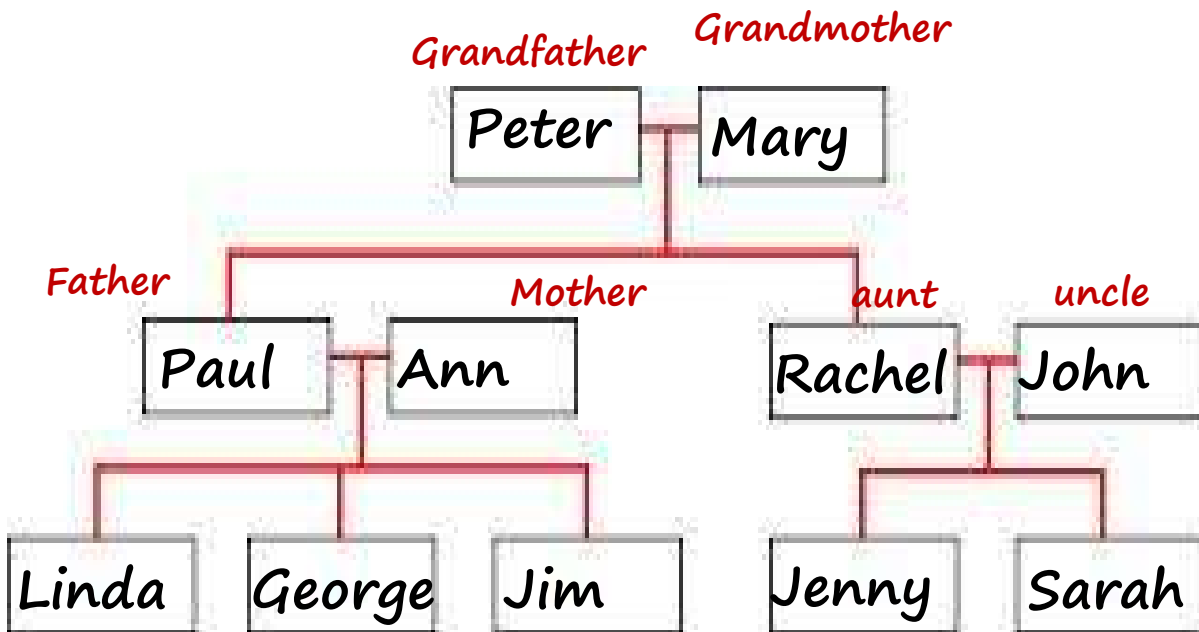 Grandfather Grandmother
Peter Mary
Father Mother aunt uncle
Paul Ann Rachel John
Linda George Jim Jenny Sarah